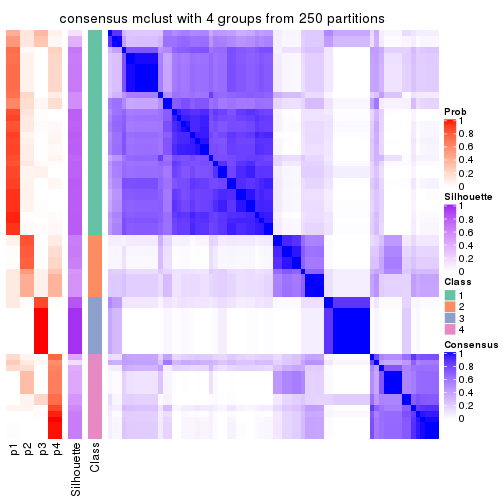 consensus mclust with 4 groups from 250 partitions
Prob
1
0.8
0.6
0.4
0.2
0
Silhouette
1
0.8
0.6
0.4
0.2
0
Class
1
2
3
4
Consensus
1
0.8
0.6
0.4
0.2
0
p1
p2
p3
p4
Silhouette
Class